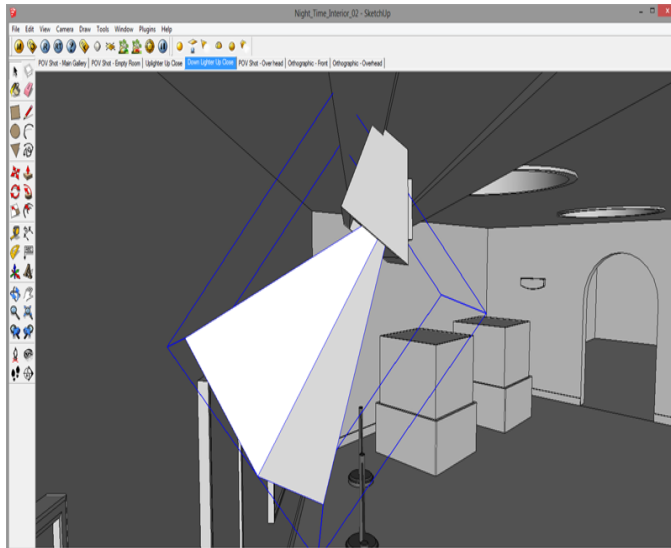 Night_Time_Interior_02 - SketchUp
File Edit View Camera Draw Tools Window Plugins Help
POV Shot - Main Gallery POV Shot - Empty Room Uplighter Up Close Down Lighter Up Close POV Shot - Overhead Orthographic - Front Orthographic - Overhead